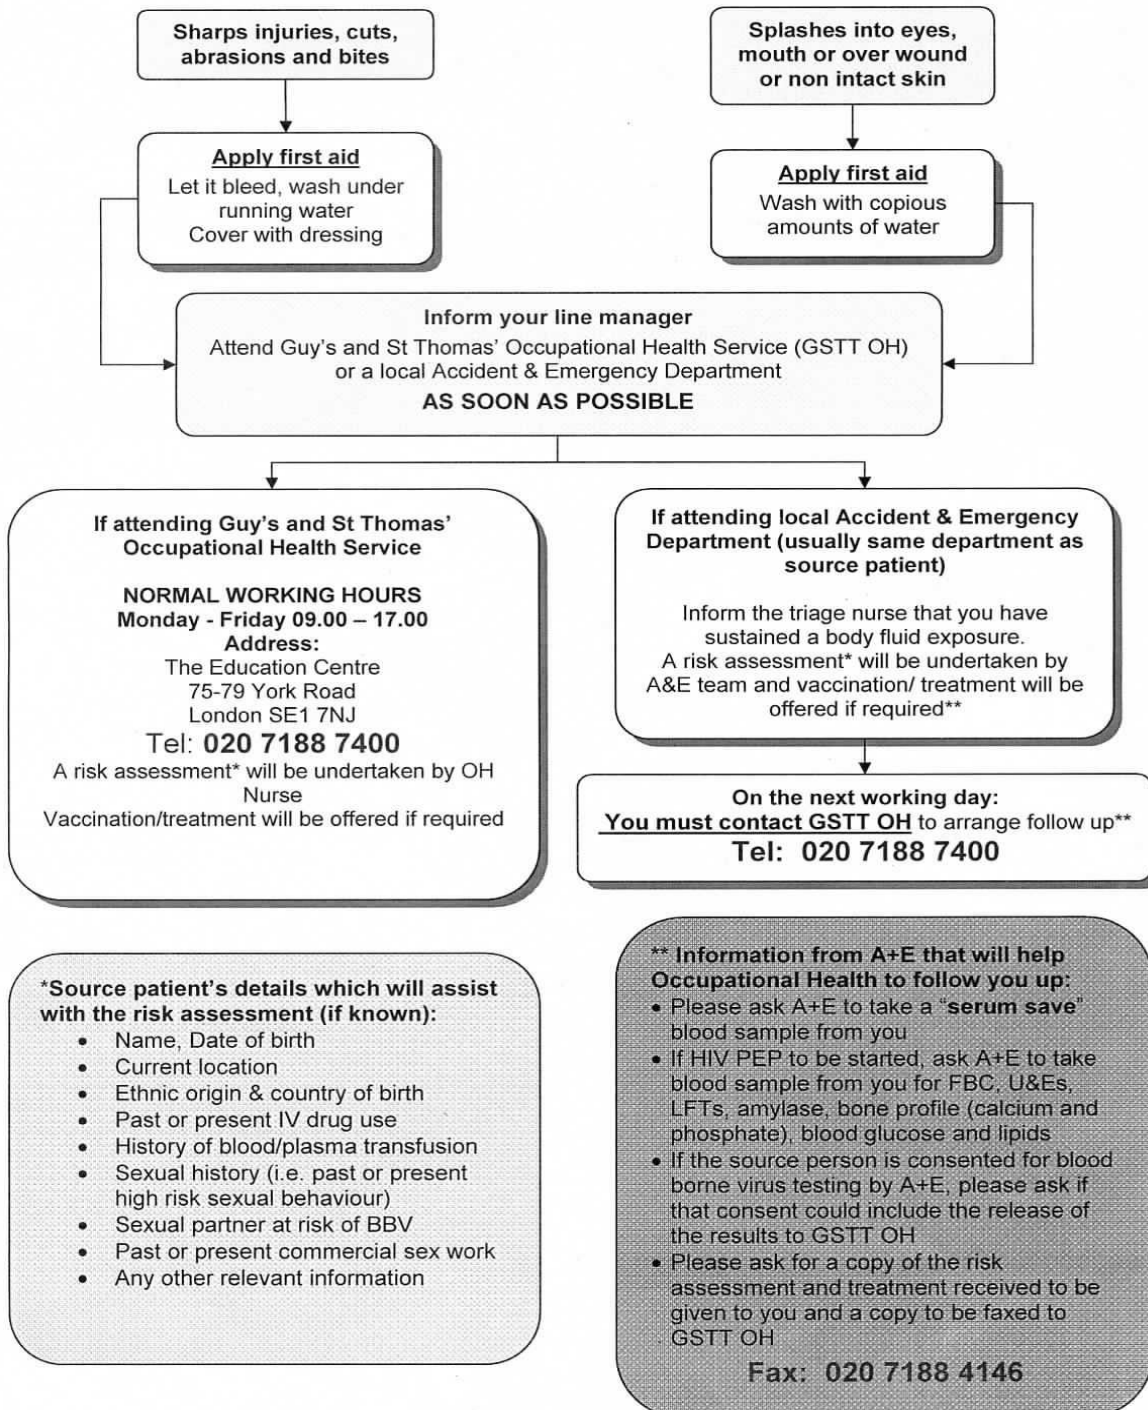 Sharps injuries, cuts,
abrasions and bites
Splashes into eyes,
mouth or over wound
or non intact skin
Apply first aid
Let it bleed, wash under
running water
Cover with dressing
Apply first aid
Wash with copious
amounts of water
Inform your line manager
Attend Guy's and St Thomas' Occupational Health Service (GSTT OH)
or a local Accident & Emergency Department
AS SOON AS POSSIBLE
If attending Guy's and St Thomas'
Occupational Health Service
NORMAL WORKING HOURS
Monday - Friday 09.00 – 17.00
Address:
The Education Centre
75-79 York Road
London SE1 7NJ
Tel: 020 7188 7400
A risk assessment* will be undertaken by OH
Nurse
Vaccination/treatment will be offered if required
If attending local Accident & Emergency
Department (usually same department as
source patient)
Inform the triage nurse that you have
sustained a body fluid exposure.
A risk assessment* will be undertaken by
A&E team and vaccination/ treatment will be
offered if required**
On the next working day:
You must contact GSTT OH to arrange follow up**
Tel: 020 7188 7400
*Source patient's details which will assist
with the risk assessment (if known):
• Name, Date of birth
• Current location
• Ethnic origin & country of birth
• Past or present IV drug use
• History of blood/plasma transfusion
• Sexual history (i.e. past or present
high risk sexual behaviour)
• Sexual partner at risk of BBV
• Past or present commercial sex work
• Any other relevant information
** Information from A+E that will help
Occupational Health to follow you up:
• Please ask A+E to take a "serum save"
blood sample from you
• If HIV PEP to be started, ask A+E to take
blood sample from you for FBC, U&Es,
LFTs, amylase, bone profile (calcium and
phosphate), blood glucose and lipids
• If the source person is consented for blood
borne virus testing by A+E, please ask if
that consent could include the release of
the results to GSTT OH
• Please ask for a copy of the risk
assessment and treatment received to be
given to you and a copy to be faxed to
GSTT OH
Fax: 020 7188 4146